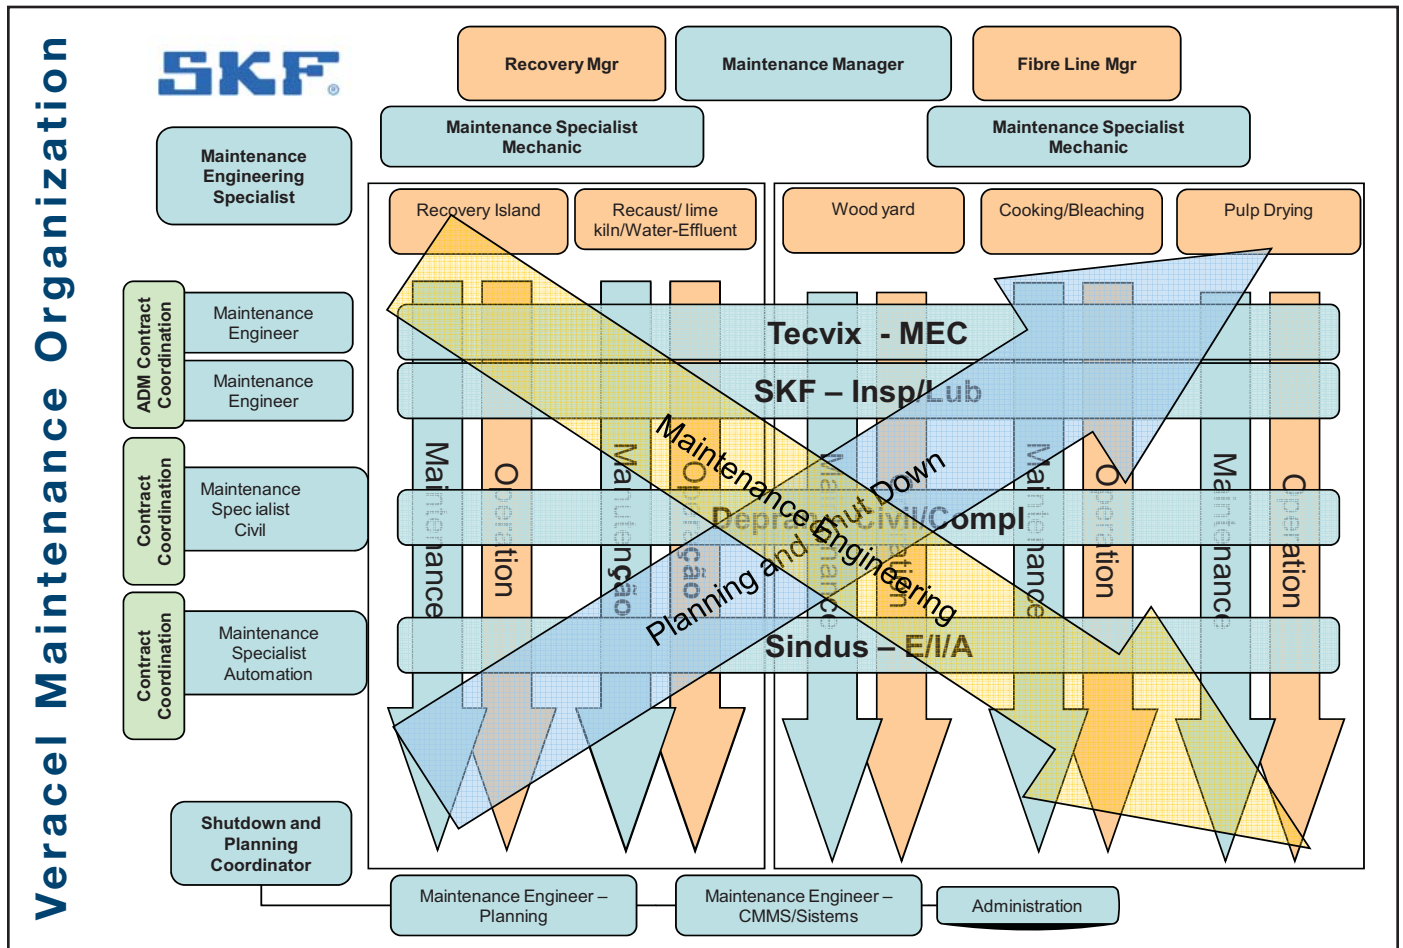 Veracel Maintenance Organization
SKF®
Recovery Mgr
Maintenance Manager
Fibre Line Mgr
Maintenance Specialist
Mechanic
Maintenance Specialist
Mechanic
Maintenance
Engineering
Specialist
Recovery Island
Recaust/ lime
kiln/Water-Effluent
Wood yard
Cooking/Bleaching
Pulp Drying
ADM Contract
Coordination
Maintenance
Engineer
Maintenance
Engineer
Contract
Coordination
Maintenance
Spec ialist
Civil
Contract
Coordination
Maintenance
Specialist
Automation
Tecvix - MEC
SKF – Insp/Lub
Civil/Compl
Sindus – E/I/A
Maintenance
Operation
Manutenção
Operação
Maintenance
Operation
Maintenance
Operation
Maintenance
Operation
Maintenance Engineering
Planning and Shut Down
Shutdown and
Planning
Coordinator
Maintenance Engineer –
Planning
Maintenance Engineer –
CMMS/Sistems
Administration